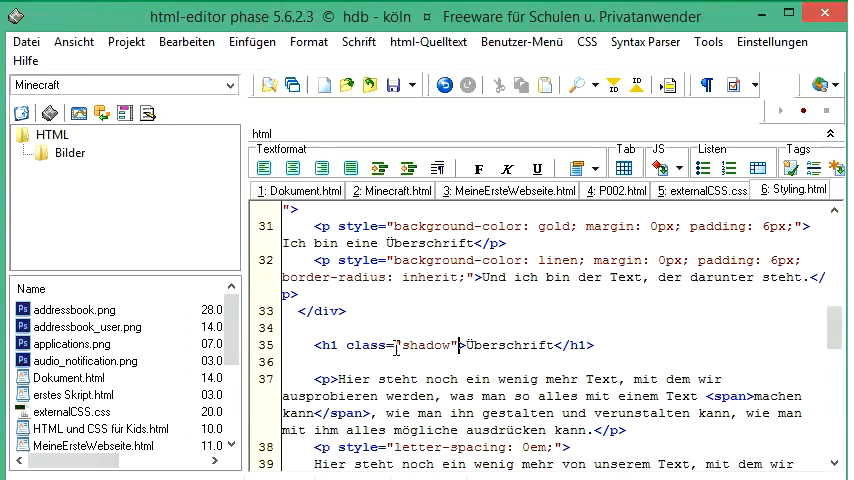 html-editor phase 5.6.2.3 © hdb - köln ¤ Freeware für Schulen u. Privatanwender
Datei Ansicht Projekt Bearbeiten Einfügen Format Schrift html-Quelltext Benutzer-Menü CSS Syntax Parser Tools Einstellungen
Hilfe
Minecraft
HTML
Bilder
html
Textformat Tab JS Listen Tags
F K U
1: Dokument.html 2: Minecraft.html 3: MeineErsteWebseite.html 4: P002.html 5: externalCSS.css 6: Styling.html
Name
addressbook.png 28.0
addressbook_user.png 14.0
applications.png 03.0
audio_notification.png 03.0
Dokument.html 14.0
erstes Skript.html 03.0
externalCSS.css 20.0
HTML und CSS für Kids.html 10.0
MeineErsteWebseite.html 11.0
">
31 <p style="background-color: gold; margin: 0px; padding: 6px;">
Ich bin eine Überschrift</p>
32 <p style="background-color: linen; margin: 0px; padding: 6px;
border-radius: inherit;">Und ich bin der Text, der darunter steht.</
p>
33 </div>
34
35 <h1 class="shadow">Überschrift</h1>
36
37 <p>Hier steht noch ein wenig mehr Text, mit dem wir
ausprobieren werden, was man so alles mit einem Text <span>machen
kann</span>, wie man ihn gestalten und verunstalten kann, wie man
mit ihm alles mögliche ausdrücken kann.</p>
38 <p style="letter-spacing: 0em;">
39 Hier steht noch ein wenig mehr von unserem Text, mit dem wir